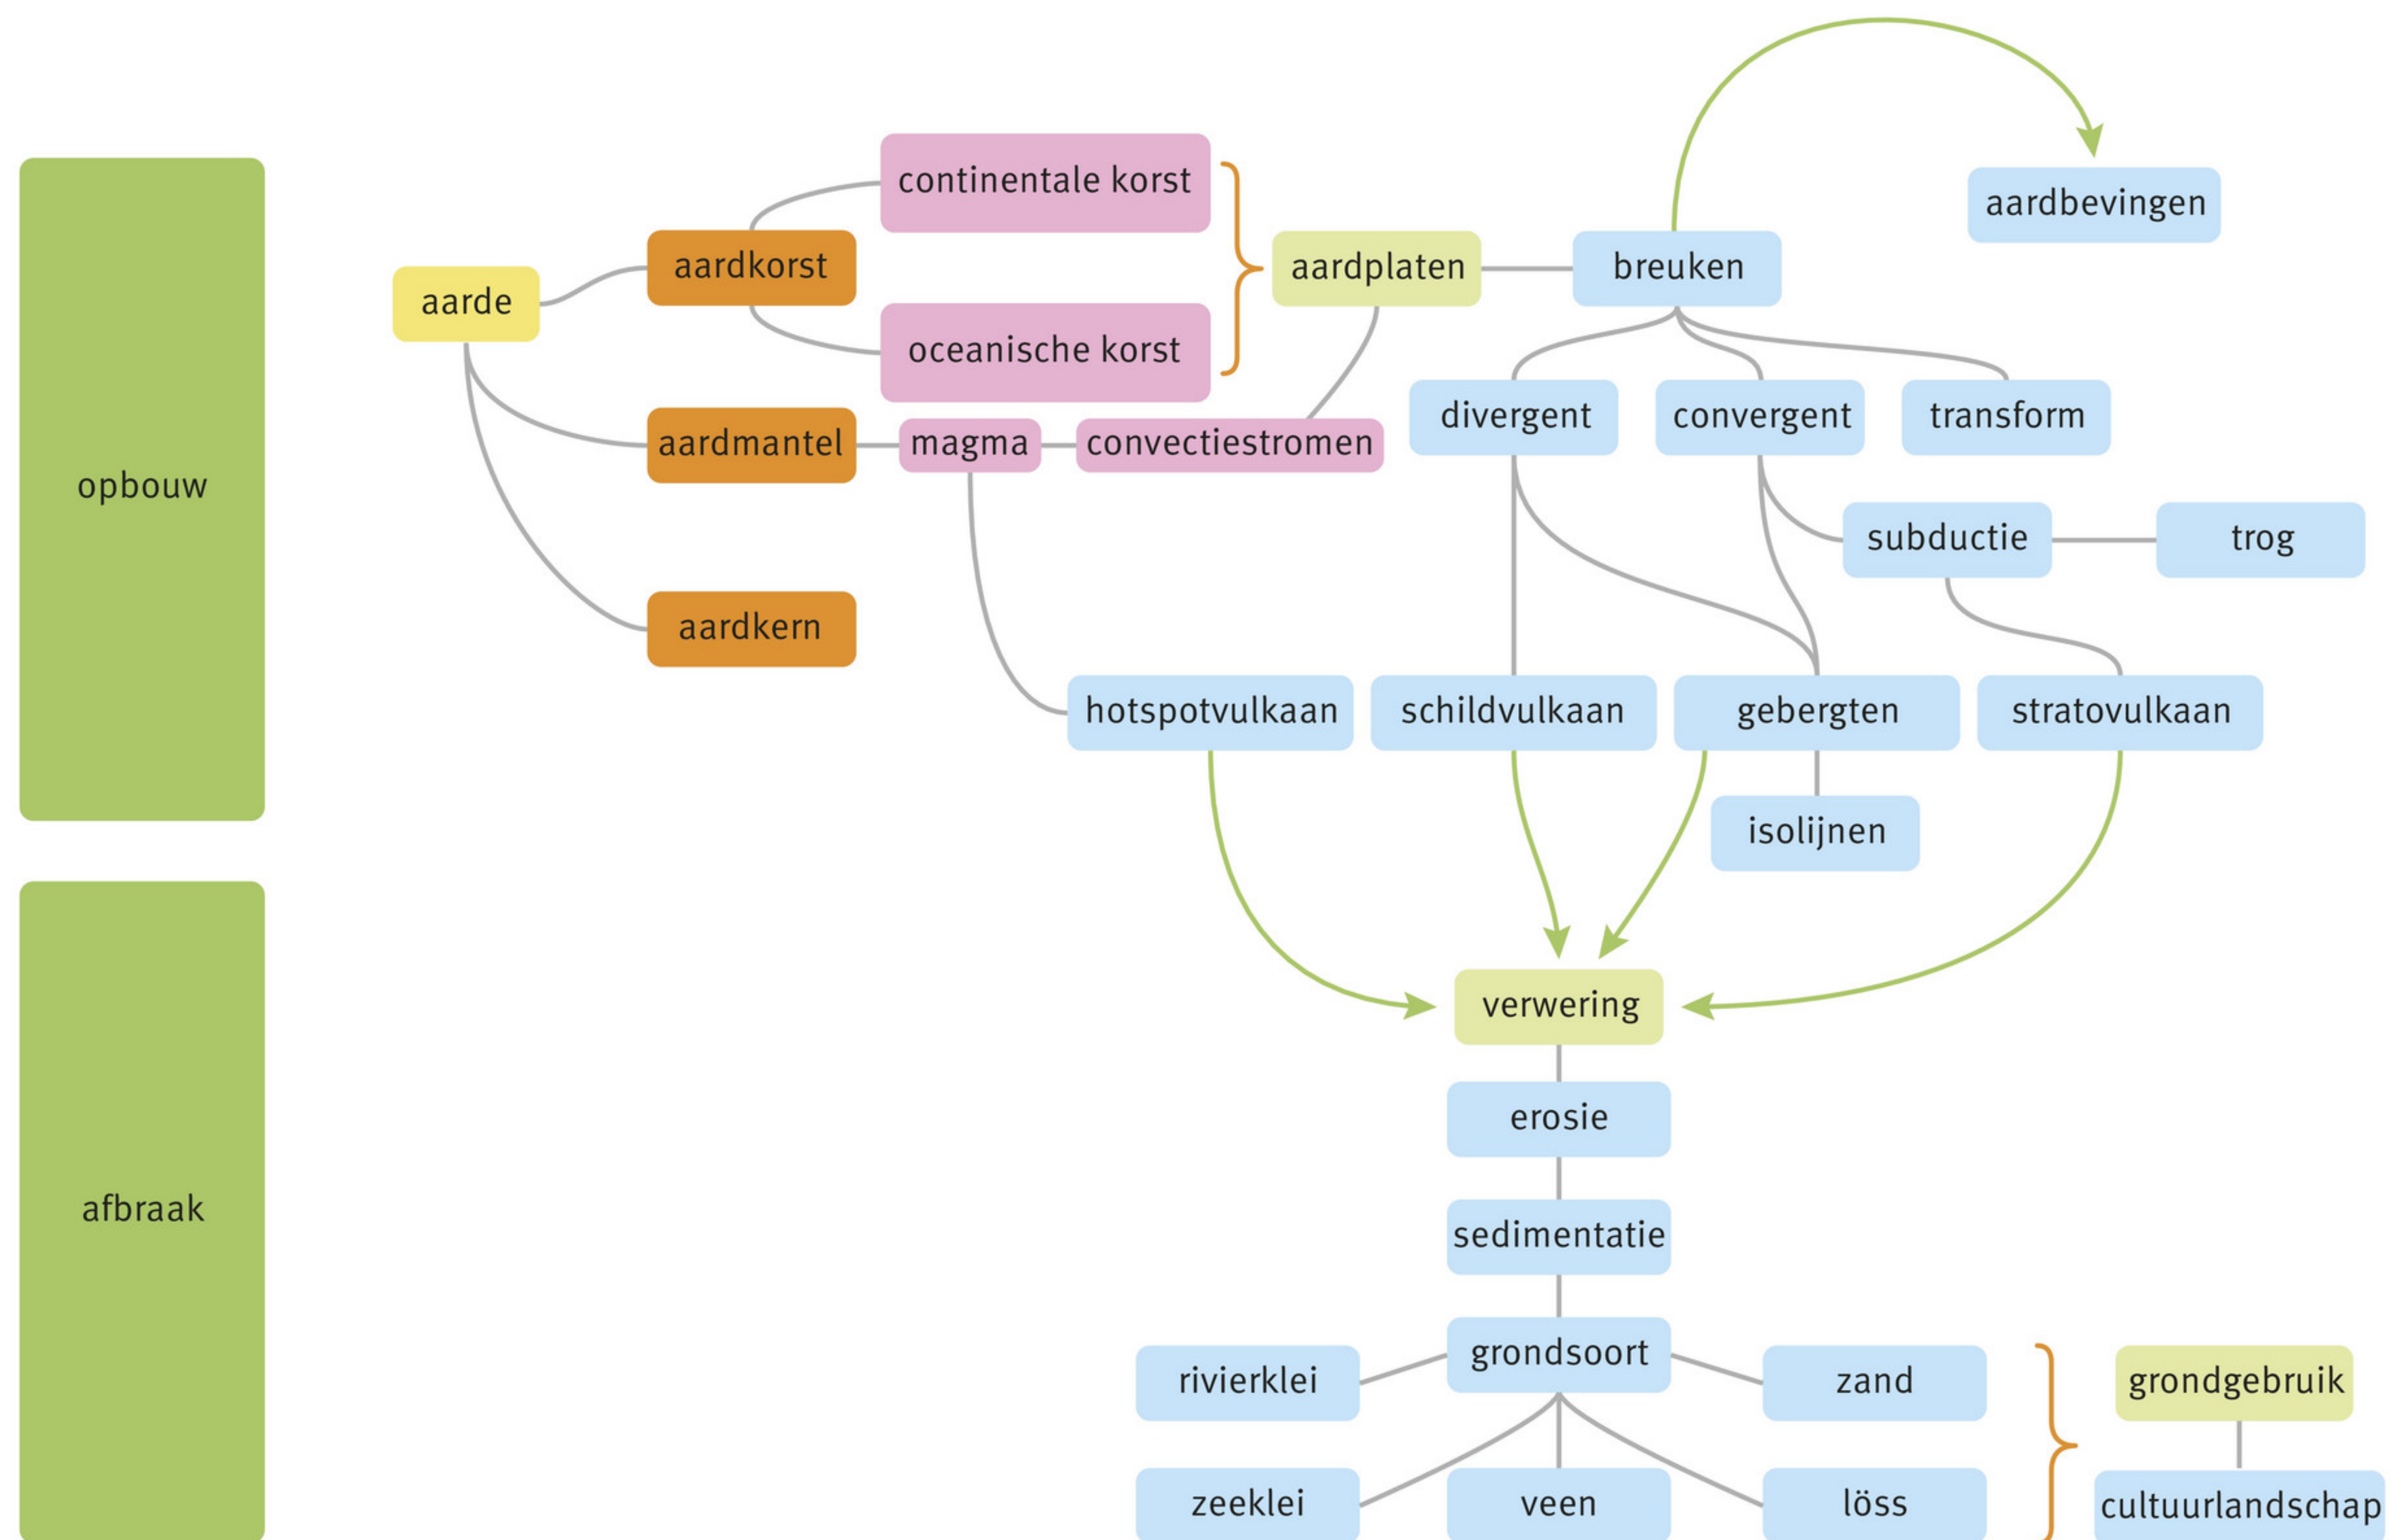 opbouw
aarde
aardkorst
aardmantel
aardkern
continentale korst
oceanische korst
magma
convectiestromen
aardplaten
breuken
aardbevingen
divergent
convergent
transform
subductie
trog
hotspotvulkaan
schildvulkaan
gebergten
stratovulkaan
isolijnen
afbraak
verwering
erosie
sedimentatie
grondsoort
rivierklei
zand
zeeklei
veen
löss
grondgebruik
cultuurlandschap